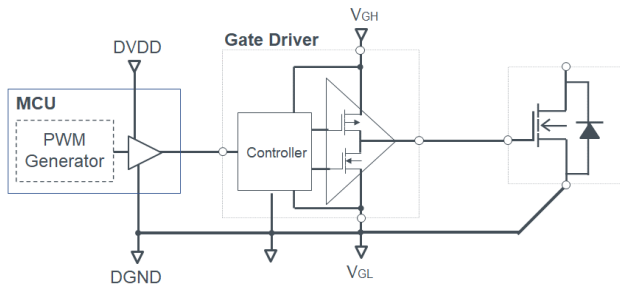 VGH
DVDD
Gate Driver
MCU
PWM
Generator
Controller
DGND
VGL